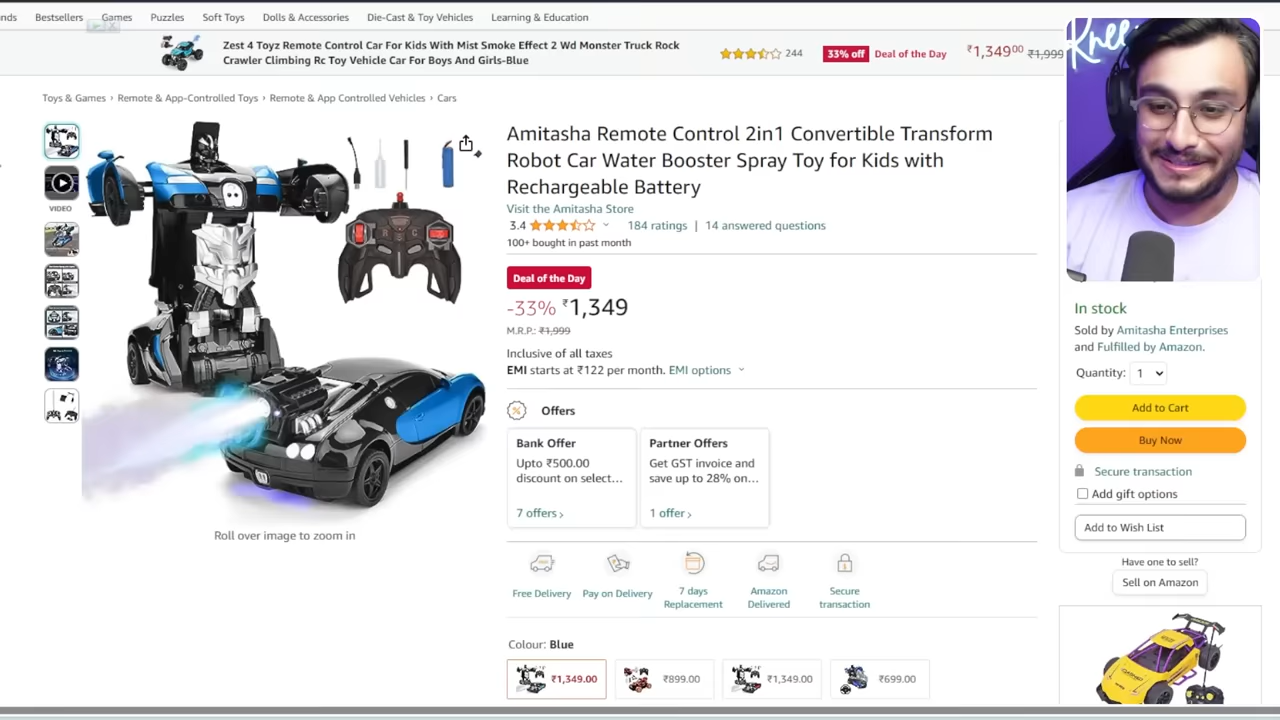 Bestsellers Games Puzzles Soft Toys Dolls & Accessories Die-Cast & Toy Vehicles Learning & Education
Zest 4 Toyz Remote Control Car For Kids With Mist Smoke Effect 2 Wd Monster Truck Rock
Crawler Climbing Rc Toy Vehicle Car For Boys And Girls-Blue
244
33% off Deal of the Day
₹1,349⁰⁰ ₹1,999
Toys & Games › Remote & App-Controlled Toys › Remote & App Controlled Vehicles › Cars
VIDEO
Roll over image to zoom in
Amitasha Remote Control 2in1 Convertible Transform
Robot Car Water Booster Spray Toy for Kids with
Rechargeable Battery
Visit the Amitasha Store
3.4 184 ratings | 14 answered questions
100+ bought in past month
Deal of the Day
-33% ₹1,349
M.R.P.: ₹1,999
Inclusive of all taxes
EMI starts at ₹122 per month. EMI options
Offers
Bank Offer
Upto ₹500.00
discount on select...
7 offers ›
Partner Offers
Get GST invoice and
save up to 28% on...
1 offer ›
Free Delivery
Pay on Delivery
7 days
Replacement
Amazon
Delivered
Secure
transaction
Colour: Blue
₹1,349.00
₹899.00
₹1,349.00
₹699.00
In stock
Sold by Amitasha Enterprises
and Fulfilled by Amazon.
Quantity: 1
Add to Cart
Buy Now
Secure transaction
Add gift options
Add to Wish List
Have one to sell?
Sell on Amazon